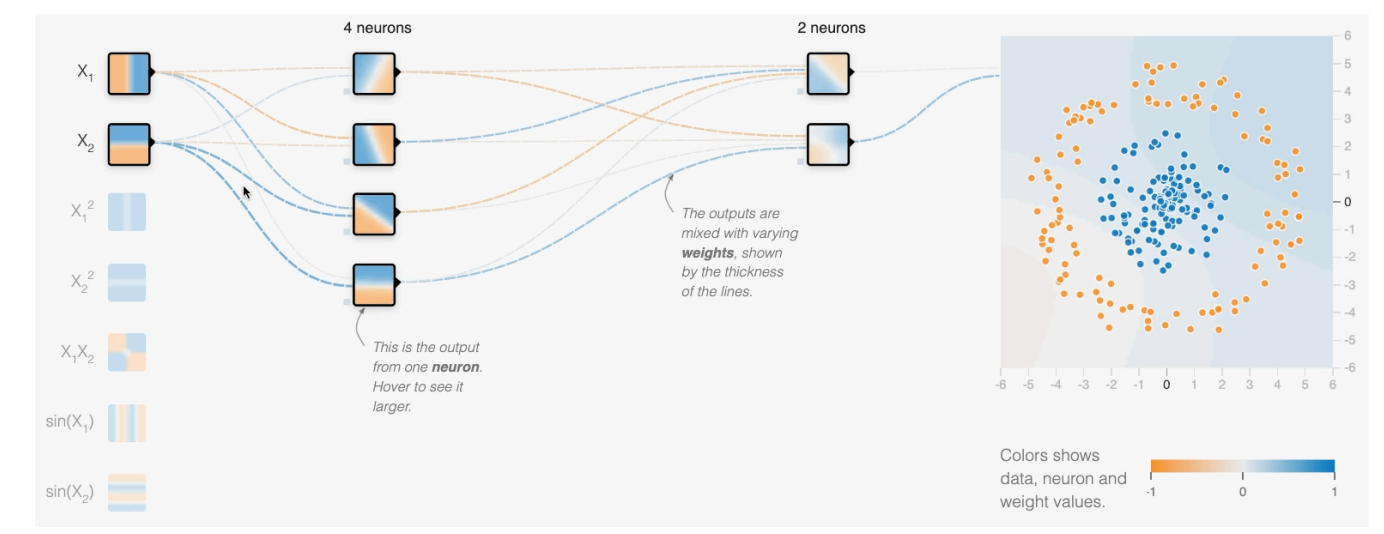 4 neurons
2 neurons
X1
X2
X1²
X2²
X1X2
sin(X1)
sin(X2)
This is the output
from one neuron.
Hover to see it
larger.
The outputs are
mixed with varying
weights, shown
by the thickness
of the lines.
6
5
4
3
2
1
0
-1
-2
-3
-4
-5
-6
-6 -5 -4 -3 -2 -1 0 1 2 3 4 5 6
Colors shows
data, neuron and
weight values.
-1 0 1